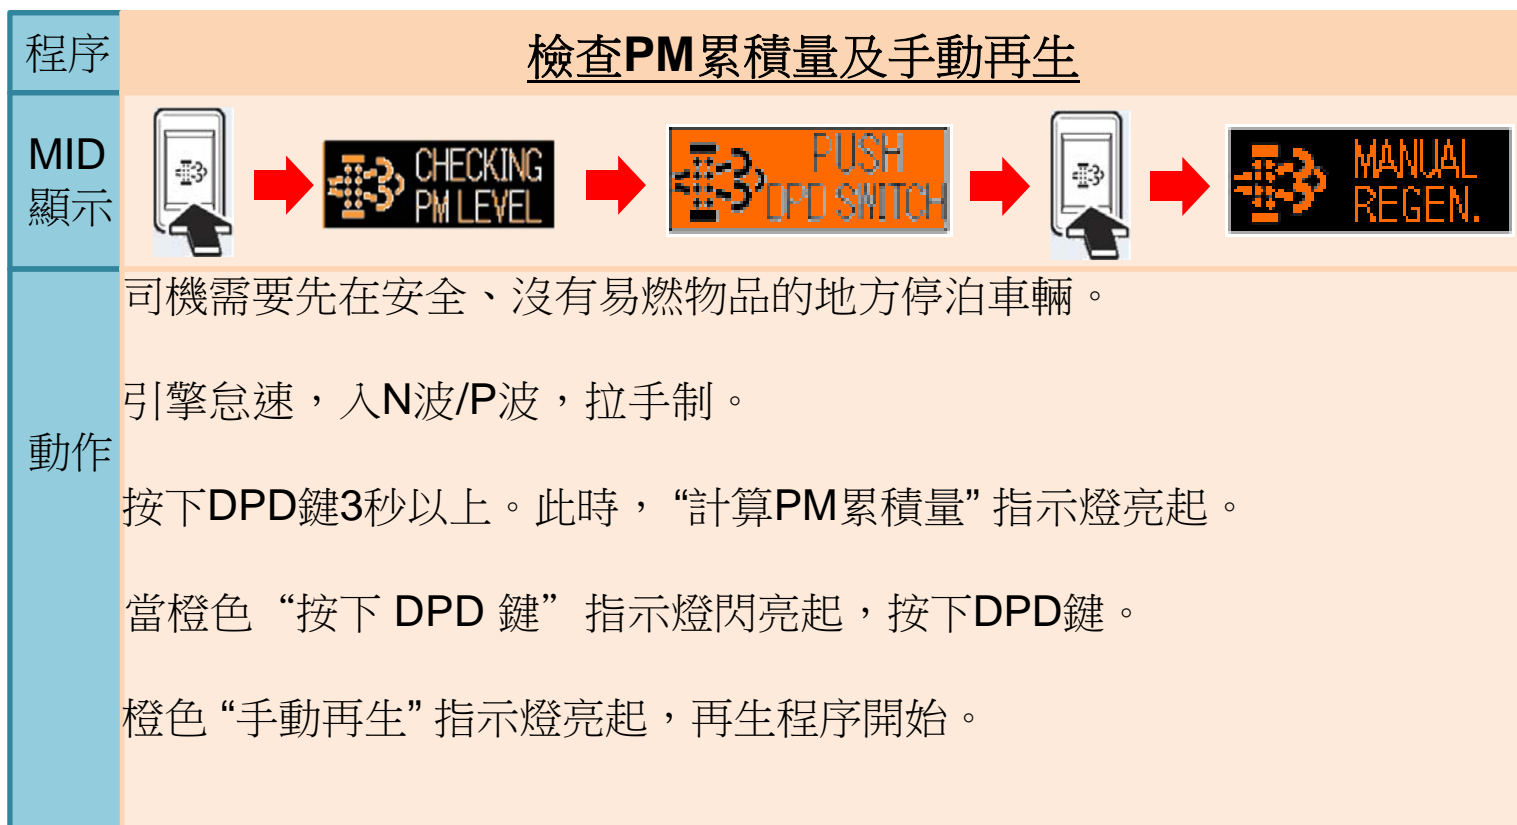 程序
檢查PM累積量及手動再生
MID
顯示
CHECKING
PM LEVEL
PUSH
DPD SWITCH
MANUAL
REGEN.
動作
司機需要先在安全、沒有易燃物品的地方停泊車輛。
引擎怠速，入N波/P波，拉手制。
按下DPD鍵3秒以上。此時， “計算PM累積量” 指示燈亮起。
當橙色 “按下 DPD 鍵” 指示燈閃亮起，按下DPD鍵。
橙色 “手動再生” 指示燈亮起，再生程序開始。